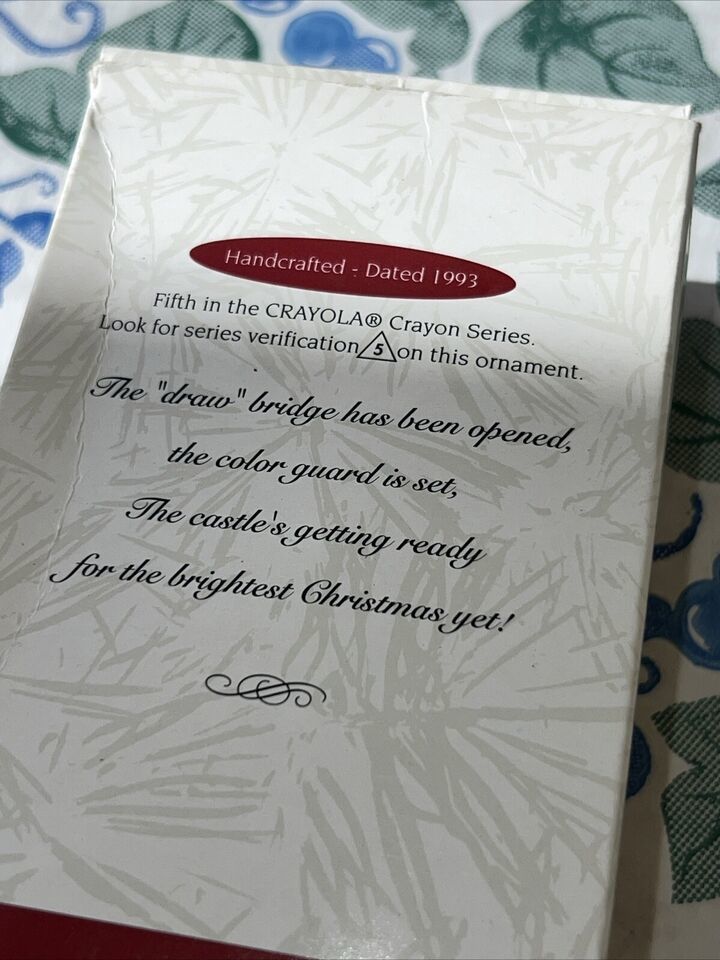 Handcrafted - Dated 1993
Fifth in the CRAYOLA® Crayon Series.
Look for series verification 5 on this ornament.
The "draw" bridge has been opened,
the color guard is set,
The castle's getting ready
for the brightest Christmas yet!